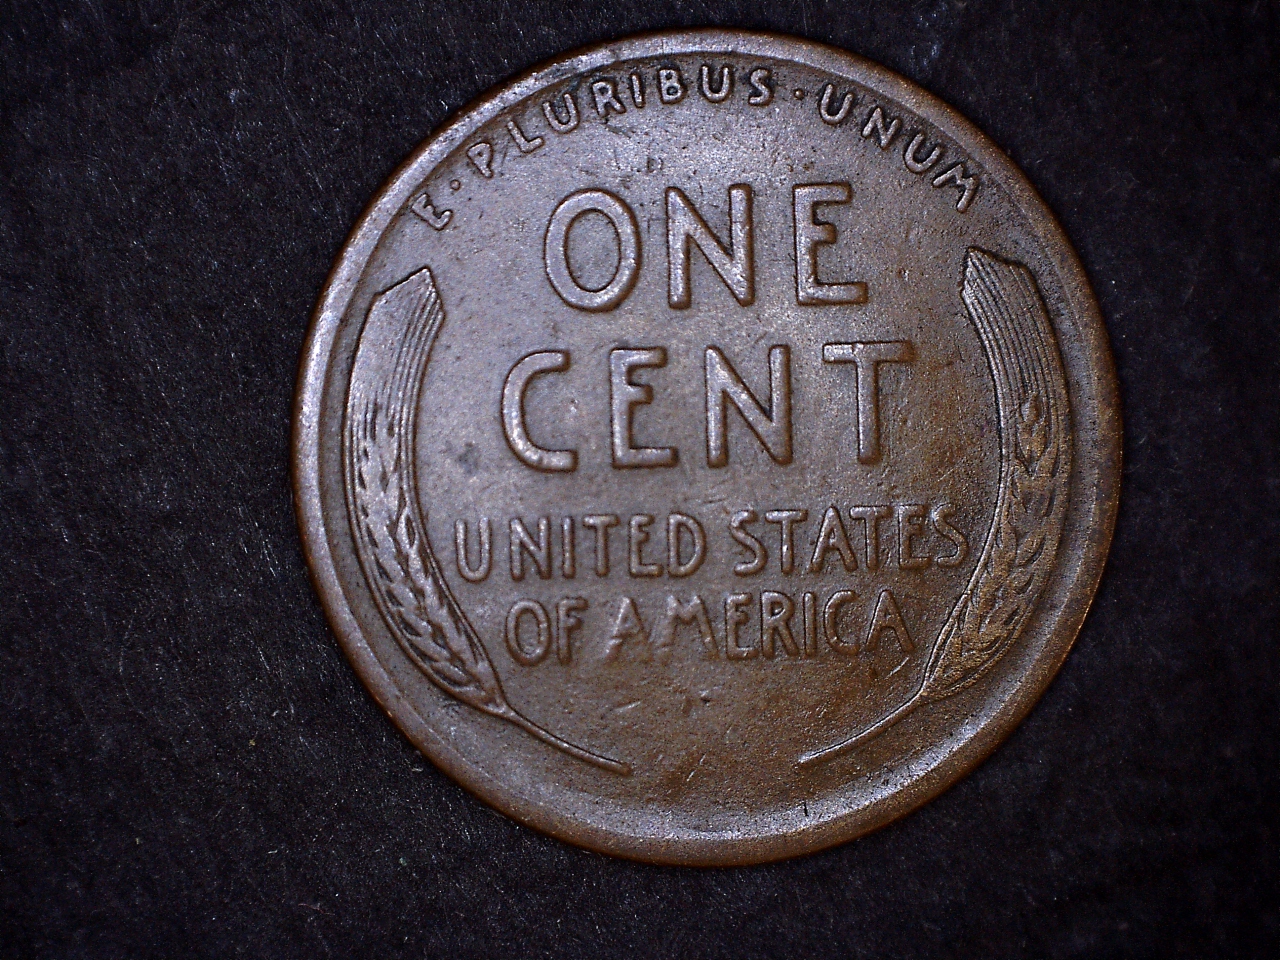 E·PLURIBUS·UNUM
ONE
CENT
UNITED STATES
OF AMERICA